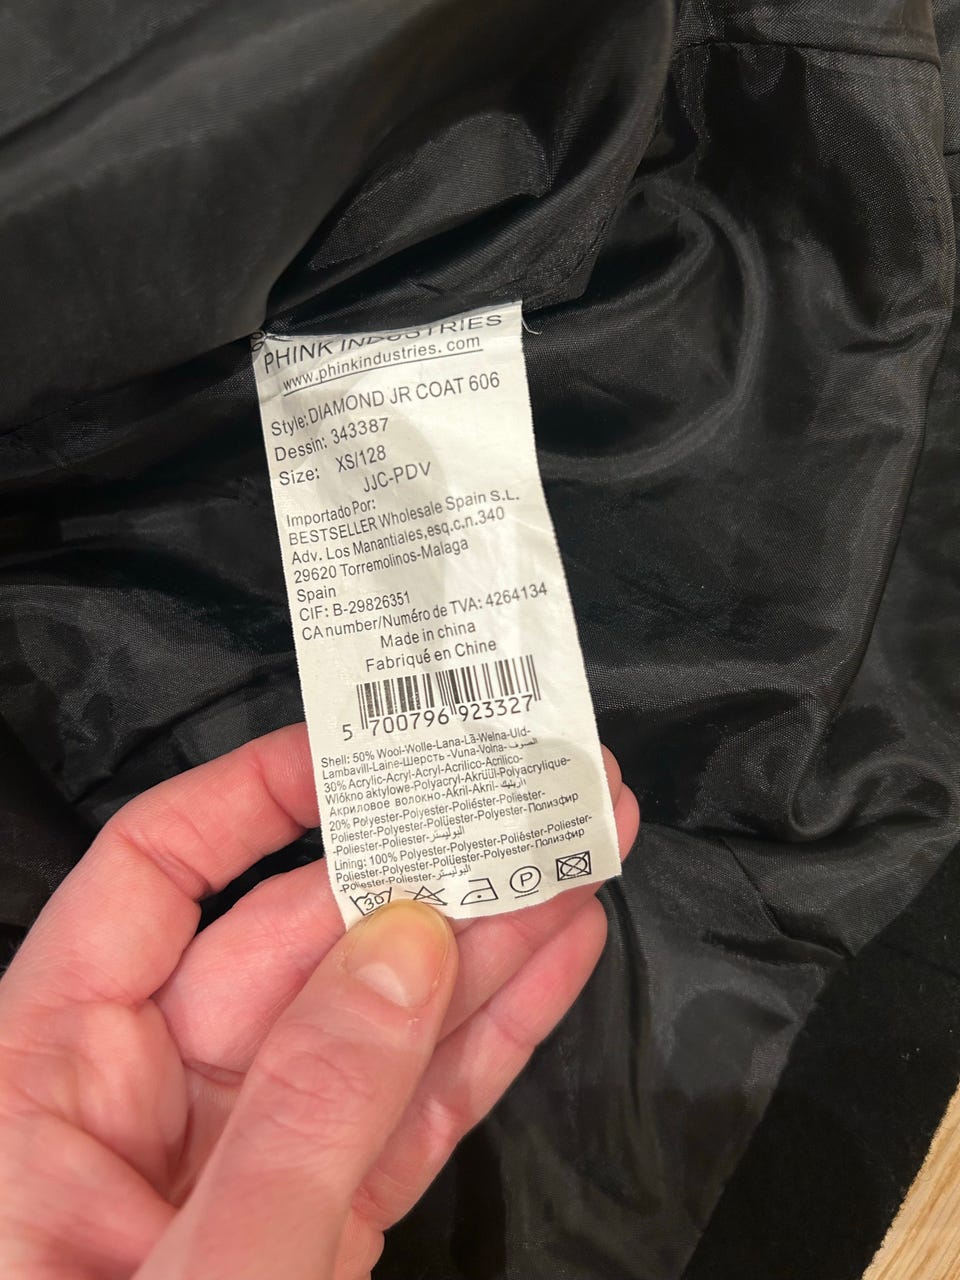 PHINK INDUSTRIES
www.phinkindustries. com
Style:DIAMOND JR COAT 606
Dessin: 343387
Size: XS/128
JJC-PDV
Importado Por:
BESTSELLER Wholesale Spain S.L.
Adv. Los Manantiales,esq.c.n.340
29620 Torremolinos-Malaga
Spain
CIF: B-29826351
CA number/Numéro de TVA: 4264134
Made in china
Fabriqué en Chine
5 700796 923327
Shell: 50% Wool-Wolle-Lana-Lã-Welna-Uld-
Lambavill-Laine-Шерсть -Vuna-Volna- الصوف-
30% Acrylic-Acryl-Acryl-Acrilico-Acrílico-
Wlókno aktylowe-Polyacryl-Akrüül-Polyacrylique-
Акриловое волокно-Akril-Akril-
20% Polyester-Polyester-Poliéster-Poliester-
Poliester-Polyester-Polüester-Polyester-Полиэфир
-Poliester-Poliester-البوليستر
Lining: 100% Polyester-Polyester-Poliéster-Poliester-
Poliester-Polyester-Polüester-Polyester-Полиэфир
-Poliester-Poliester-البوليستر
30
P